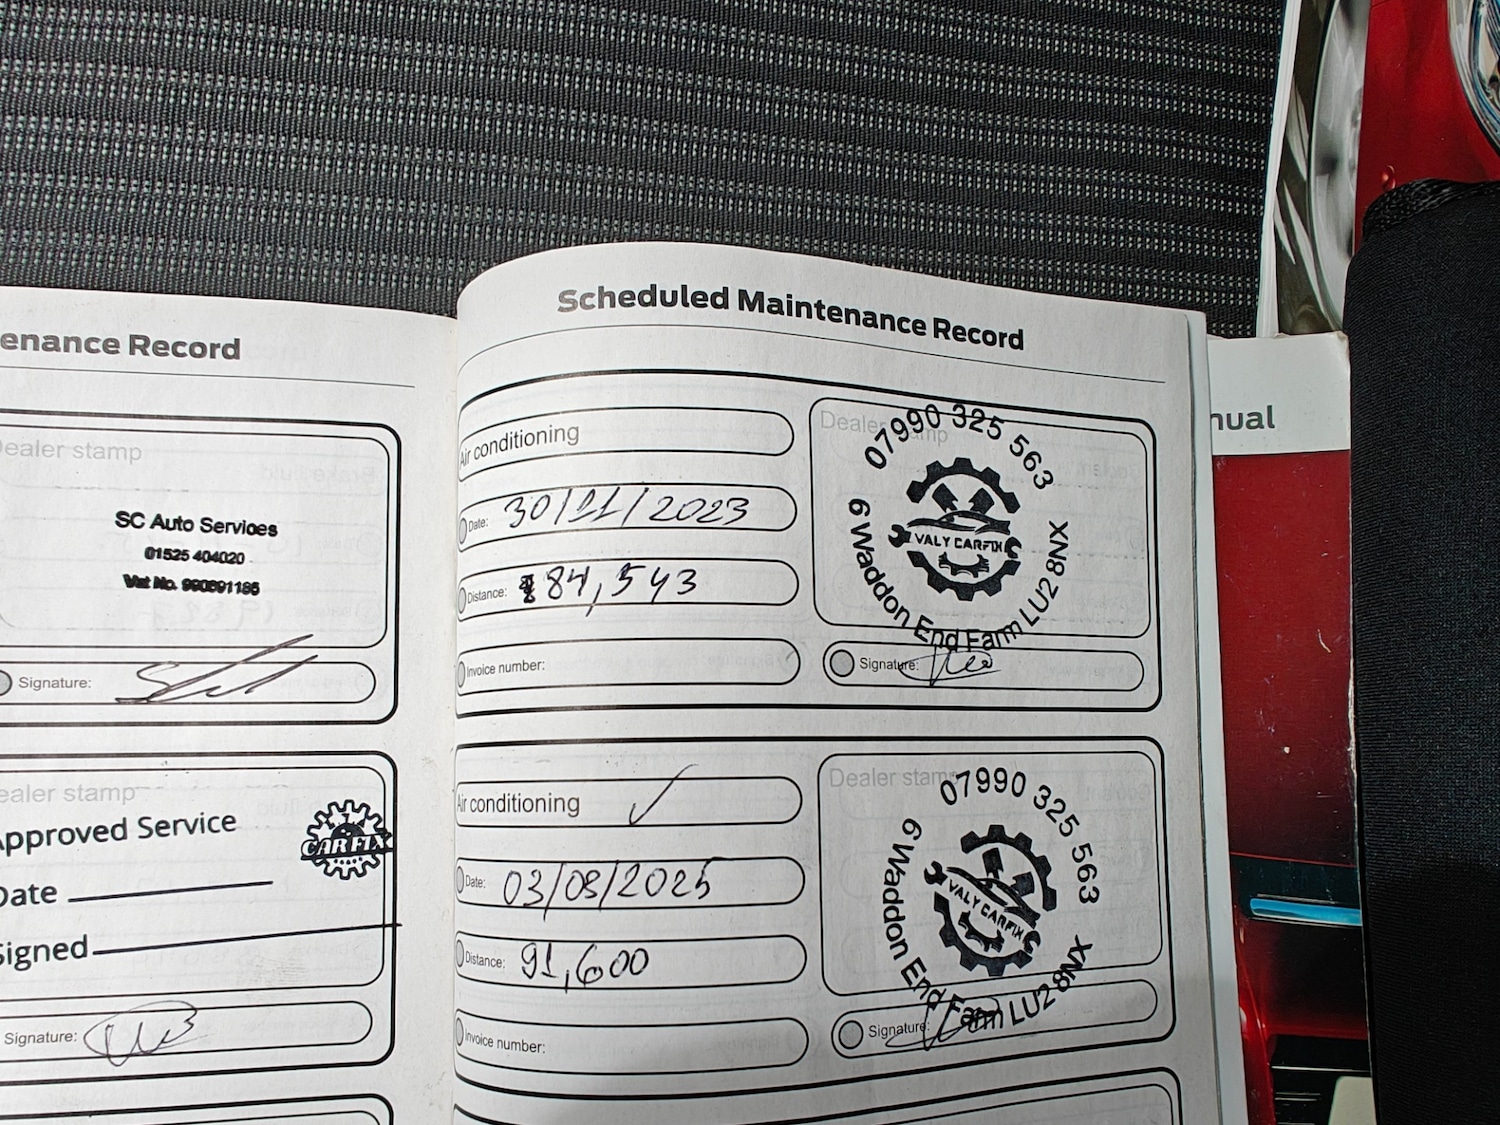 enance Record
ealer stamp
SC Auto Services
01525 404020
Vat No. 990691185
Signature:
ealer stamp
Approved Service
CARFIX
Date
Signed
Signature:
Scheduled Maintenance Record
Air conditioning
Date: 30/11/2023
Distance: 84,543
Invoice number:
Dealer stamp
07990 325 563
VALY CARFIX
6 Waddon End Farm LU2 8NX
Signature:
Air conditioning ✓
Date: 03/08/2025
Distance: 91,600
Invoice number:
Dealer stamp
07990 325 563
VALY CARFIX
6 Waddon End Farm LU2 8NX
Signature:
nual